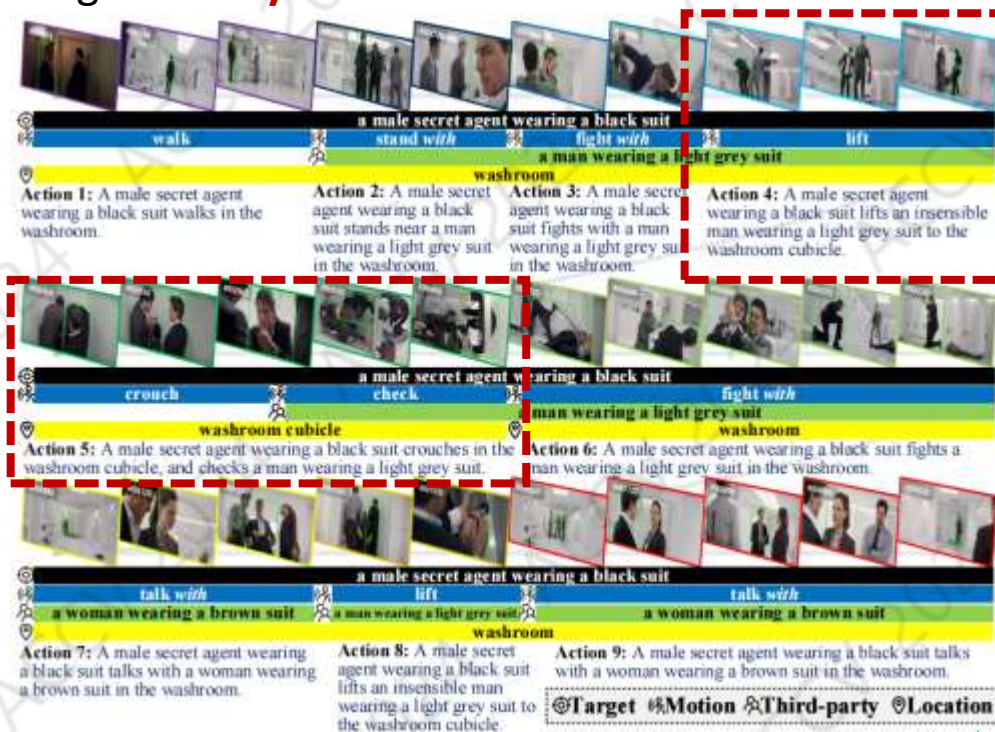 a male secret agent wearing a black suit
walk stand with fight with lift
a man wearing a light grey suit
washroom
Action 1: A male secret agent
wearing a black suit walks in the
washroom.
Action 2: A male secret
agent wearing a black
suit stands near a man
wearing a light grey suit
in the washroom.
Action 3: A male secret
agent wearing a black
suit fights with a man
wearing a light grey suit
in the washroom.
Action 4: A male secret agent
wearing a black suit lifts an insensible
man wearing a light grey suit to the
washroom cubicle.
a male secret agent wearing a black suit
crouch check fight with
a man wearing a light grey suit
washroom cubicle washroom
Action 5: A male secret agent wearing a black suit crouches in the
washroom cubicle, and checks a man wearing a light grey suit.
Action 6: A male secret agent wearing a black suit fights a
man wearing a light grey suit in the washroom.
a male secret agent wearing a black suit
talk with lift talk with
a woman wearing a brown suit a man wearing a light grey suit a woman wearing a brown suit
washroom
Action 7: A male secret agent wearing
a black suit talks with a woman wearing
a brown suit in the washroom.
Action 8: A male secret
agent wearing a black suit
lifts an insensible man
wearing a light grey suit to
the washroom cubicle.
Action 9: A male secret agent wearing a black suit talks
with a woman wearing a brown suit in the washroom.
Target Motion Third-party Location